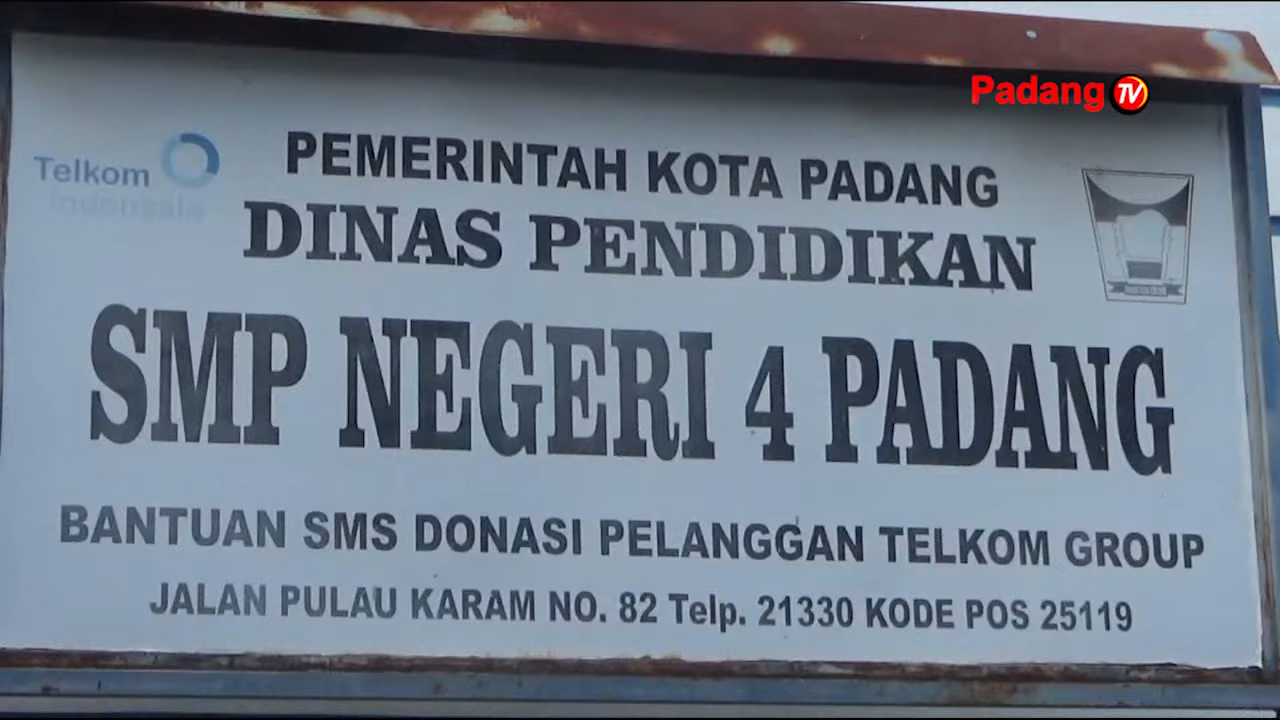 Padang TV
Telkom
Indonesia
PEMERINTAH KOTA PADANG
DINAS PENDIDIKAN
SMP NEGERI 4 PADANG
BANTUAN SMS DONASI PELANGGAN TELKOM GROUP
JALAN PULAU KARAM NO. 82 Telp. 21330 KODE POS 25119